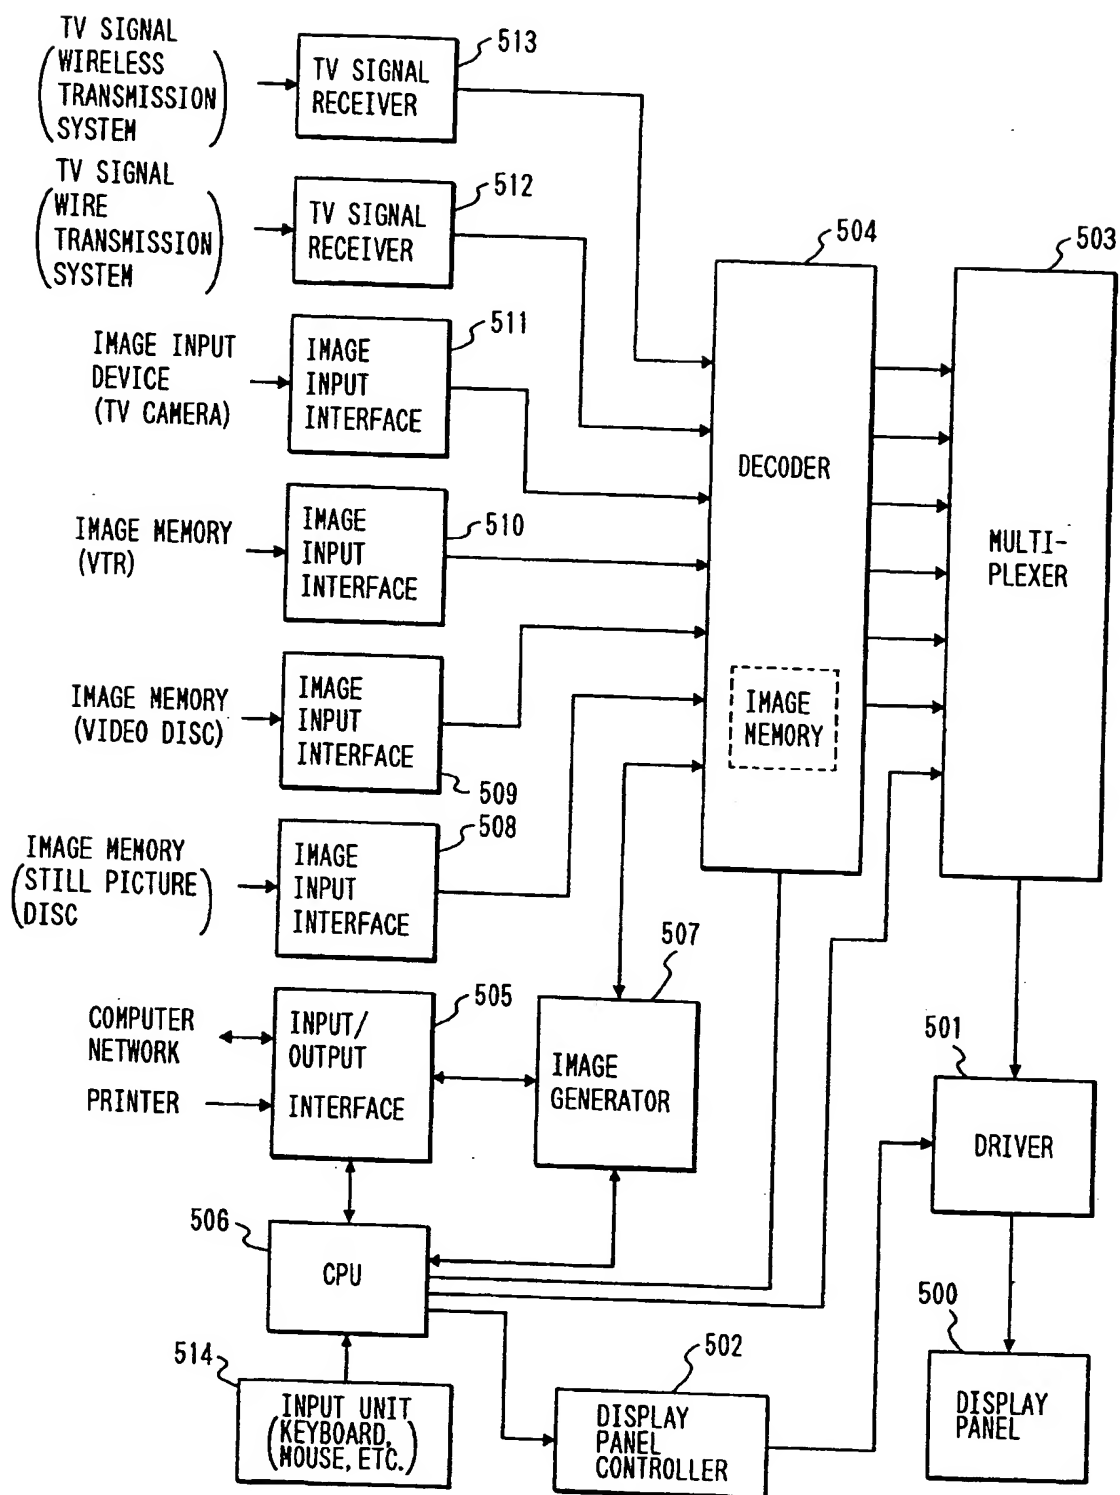 TV SIGNAL
WIRELESS
TRANSMISSION
SYSTEM
TV SIGNAL
RECEIVER
513
TV SIGNAL
WIRE
TRANSMISSION
SYSTEM
TV SIGNAL
RECEIVER
512
504
503
IMAGE INPUT
DEVICE
(TV CAMERA)
IMAGE
INPUT
INTERFACE
511
DECODER
MULTI-
PLEXER
IMAGE MEMORY
(VTR)
IMAGE
INPUT
INTERFACE
510
IMAGE MEMORY
(VIDEO DISC)
IMAGE
INPUT
INTERFACE
509
IMAGE
MEMORY
IMAGE MEMORY
(STILL PICTURE)
DISC
IMAGE
INPUT
INTERFACE
508
507
COMPUTER
NETWORK
PRINTER
INPUT/
OUTPUT
INTERFACE
505
IMAGE
GENERATOR
501
DRIVER
506
CPU
500
514
INPUT UNIT
(KEYBOARD,
MOUSE, ETC.)
502
DISPLAY
PANEL
CONTROLLER
DISPLAY
PANEL